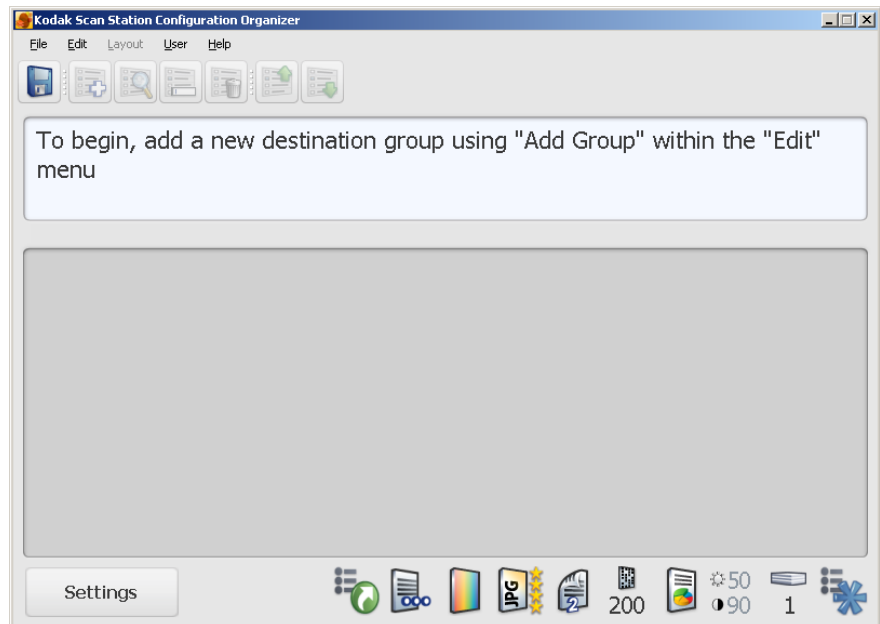 Kodak Scan Station Configuration Organizer
File Edit Layout User Help
To begin, add a new destination group using "Add Group" within the "Edit"
menu
Settings
JPG
2
200
50
90
1